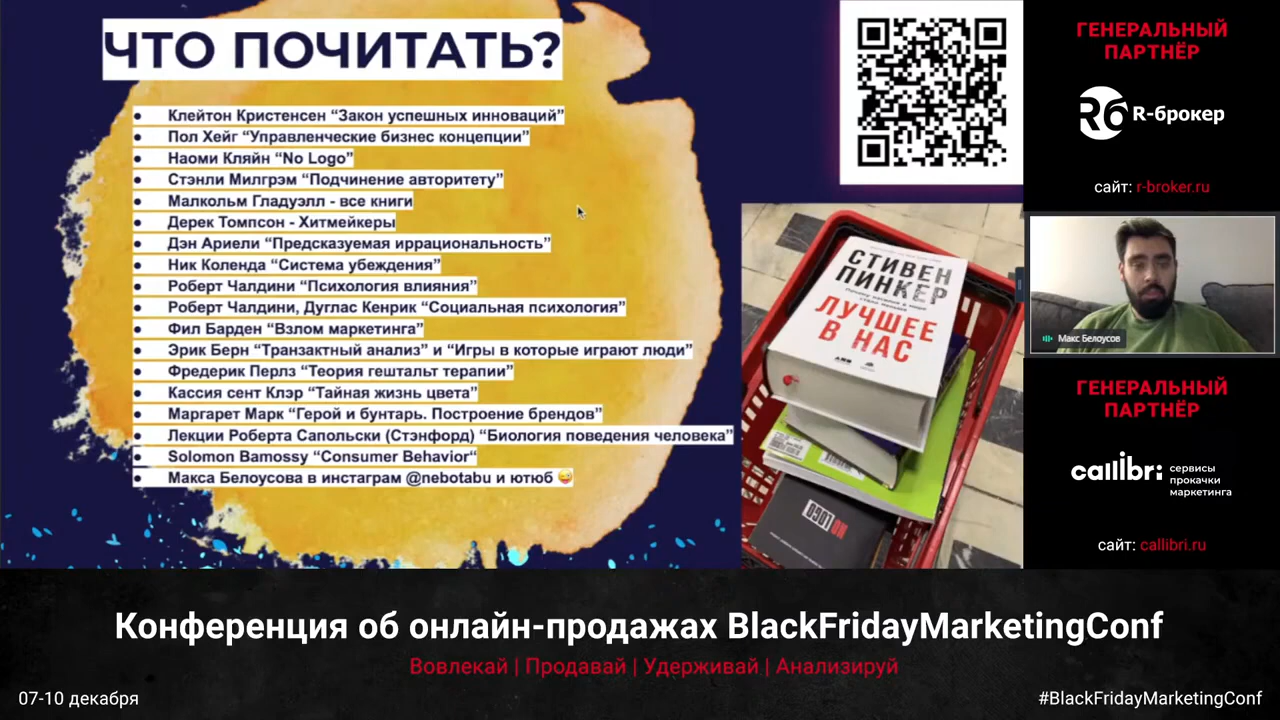 ЧТО ПОЧИТАТЬ?
● Клейтон Кристенсен “Закон успешных инноваций”
● Пол Хейг “Управленческие бизнес концепции”
● Наоми Кляйн “No Logo”
● Стэнли Милгрэм “Подчинение авторитету”
● Малкольм Гладуэлл - все книги
● Дерек Томпсон - Хитмейкеры
● Дэн Ариели “Предсказуемая иррациональность”
● Ник Коленда “Система убеждения”
● Роберт Чалдини “Психология влияния”
● Роберт Чалдини, Дуглас Кенрик “Социальная психология”
● Фил Барден “Взлом маркетинга”
● Эрик Берн “Транзактный анализ” и “Игры в которые играют люди”
● Фредерик Перлз “Теория гештальт терапии”
● Кассия сент Клэр “Тайная жизнь цвета”
● Маргарет Марк “Герой и бунтарь. Построение брендов”
● Лекции Роберта Сапольски (Стэнфорд) “Биология поведения человека”
● Solomon Bamossy “Consumer Behavior“
● Макса Белоусова в инстаграм @nebotabu и ютюб 😜
СТИВЕН
ПИНКЕР
ЛУЧШЕЕ
В НАС
NO LOGO
ГЕНЕРАЛЬНЫЙ
ПАРТНЁР
R-брокер
сайт: r-broker.ru
Макс Белоусов
ГЕНЕРАЛЬНЫЙ
ПАРТНЁР
callibri
сервисы
прокачки
маркетинга
сайт: callibri.ru
Конференция об онлайн-продажах BlackFridayMarketingConf
Вовлекай | Продавай | Удерживай | Анализируй
07-10 декабря
#BlackFridayMarketingConf